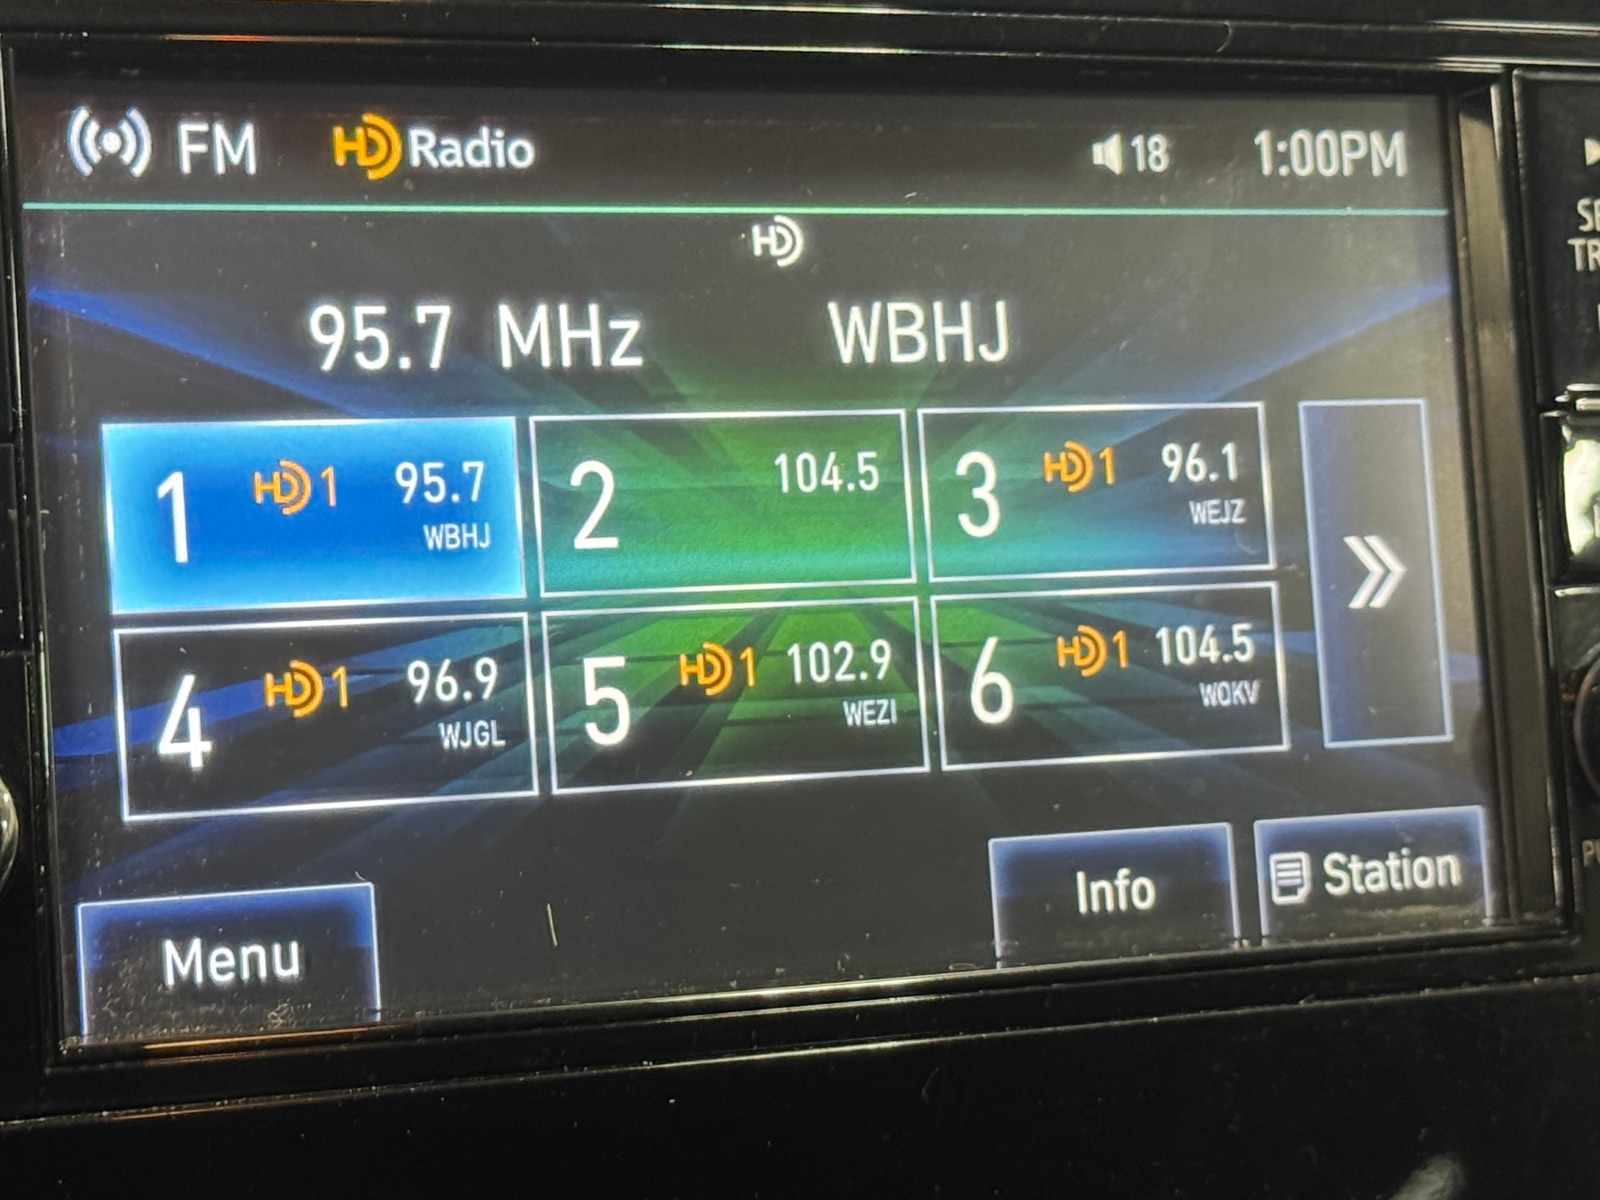 FM HD Radio 18 1:00PM
HD
95.7 MHz WBHJ
1 HD 1 95.7
WBHJ
2 104.5
3 HD 1 96.1
WEJZ
4 HD 1 96.9
WJGL
5 HD 1 102.9
WEZI
6 HD 1 104.5
WOKV
Menu
Info
Station